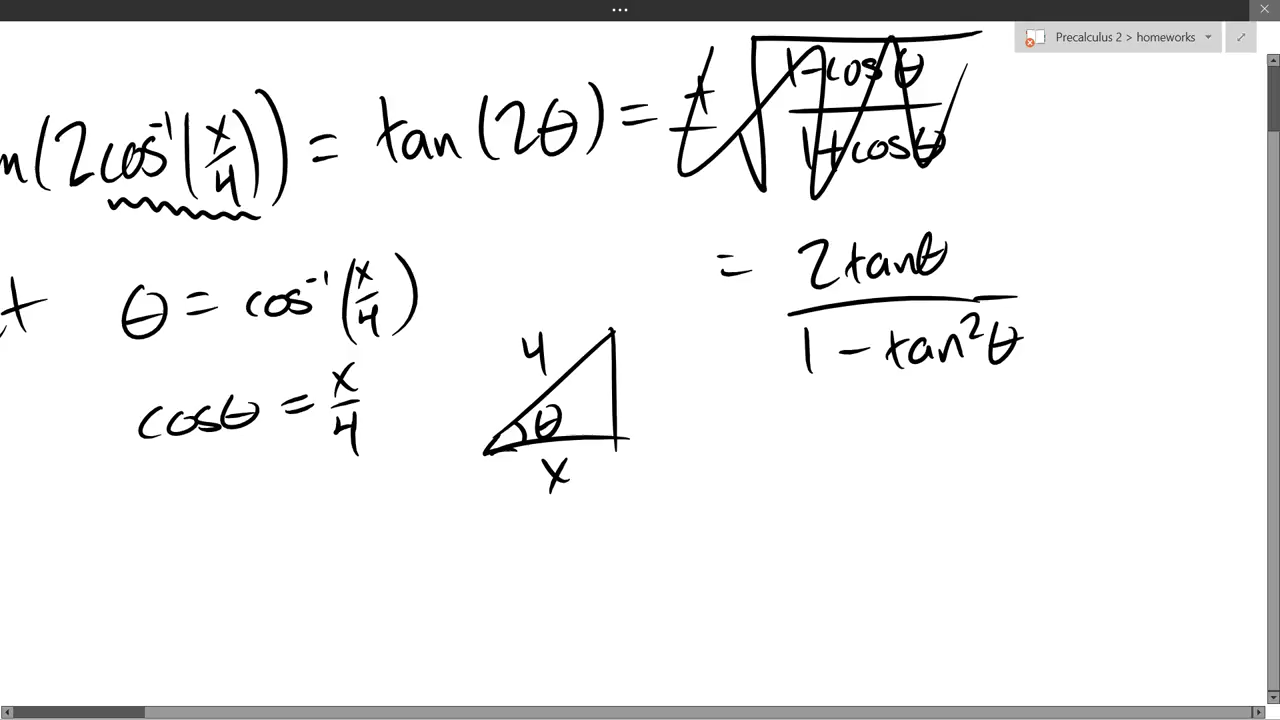 Precalculus 2 > homeworks
n(2cos⁻¹(x/4)) = tan(2θ) = ±√((1-cosθ)/(1+cosθ))
= 2tanθ/(1 - tan²θ)
t θ = cos⁻¹(x/4)
cosθ = x/4
4
θ
x